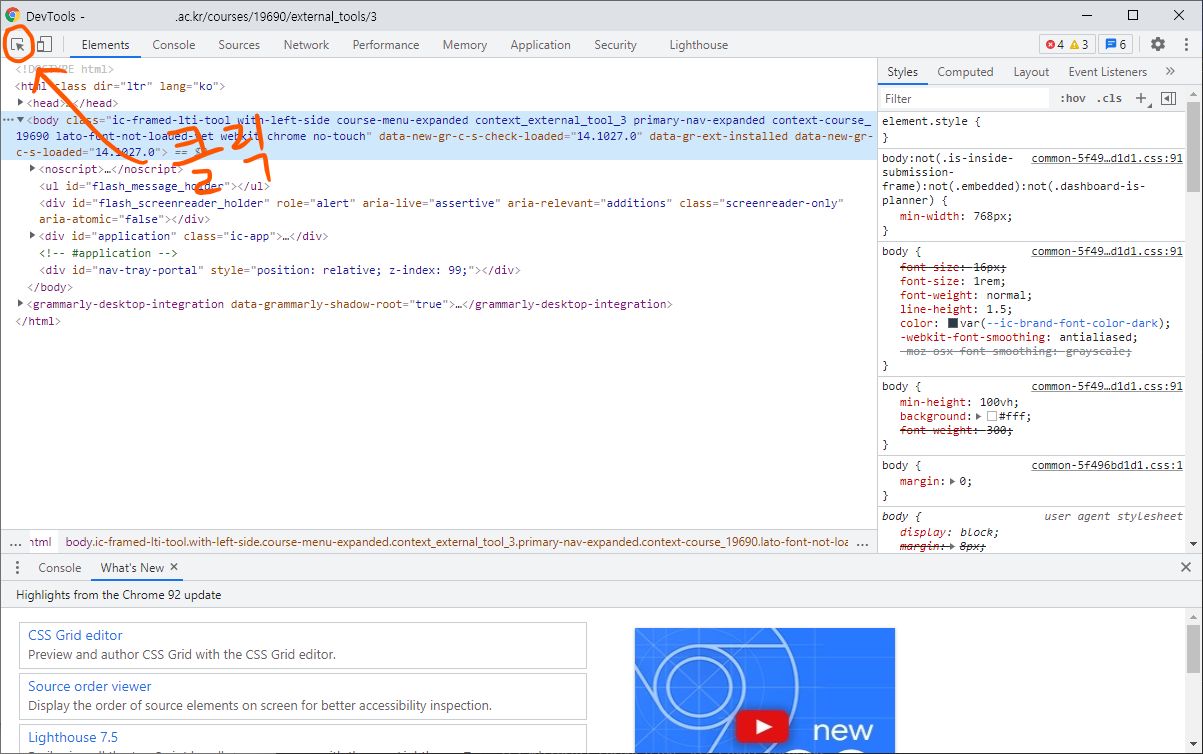 DevTools - .ac.kr/courses/19690/external_tools/3
Elements Console Sources Network Performance Memory Application Security Lighthouse 4 3 6
<!DOCTYPE html>
<html class dir="ltr" lang="ko">
<head>…</head>
<body class="ic-framed-lti-tool with-left-side course-menu-expanded context_external_tool_3 primary-nav-expanded context-course_
19690 lato-font-not-loaded-yet webkit chrome no-touch" data-new-gr-c-s-check-loaded="14.1027.0" data-gr-ext-installed data-new-gr-
c-s-loaded="14.1027.0"> == $
클릭
<noscript>…</noscript>
<ul id="flash_message_holder"></ul>
<div id="flash_screenreader_holder" role="alert" aria-live="assertive" aria-relevant="additions" class="screenreader-only"
aria-atomic="false"></div>
<div id="application" class="ic-app">…</div>
<!-- #application -->
<div id="nav-tray-portal" style="position: relative; z-index: 99;"></div>
</body>
<grammarly-desktop-integration data-grammarly-shadow-root="true">…</grammarly-desktop-integration>
</html>
Styles Computed Layout Event Listeners »
Filter :hov .cls +
element.style {
}
body:not(.is-inside- common-5f49…d1d1.css:91
submission-
frame):not(.embedded):not(.dashboard-is-
planner) {
min-width: 768px;
}
body { common-5f49…d1d1.css:91
font-size: 16px;
font-size: 1rem;
font-weight: normal;
line-height: 1.5;
color: var(--ic-brand-font-color-dark);
-webkit-font-smoothing: antialiased;
-moz-osx-font-smoothing: grayscale;
}
body { common-5f49…d1d1.css:91
min-height: 100vh;
background: #fff;
font-weight: 300;
}
body { common-5f496bd1d1.css:1
margin: 0;
}
body { user agent stylesheet
display: block;
margin: 8px;
… html body.ic-framed-lti-tool.with-left-side.course-menu-expanded.context_external_tool_3.primary-nav-expanded.context-course_19690.lato-font-not-loa …
Console What's New
Highlights from the Chrome 92 update
CSS Grid editor
Preview and author CSS Grid with the CSS Grid editor.
Source order viewer
Display the order of source elements on screen for better accessibility inspection.
Lighthouse 7.5
new